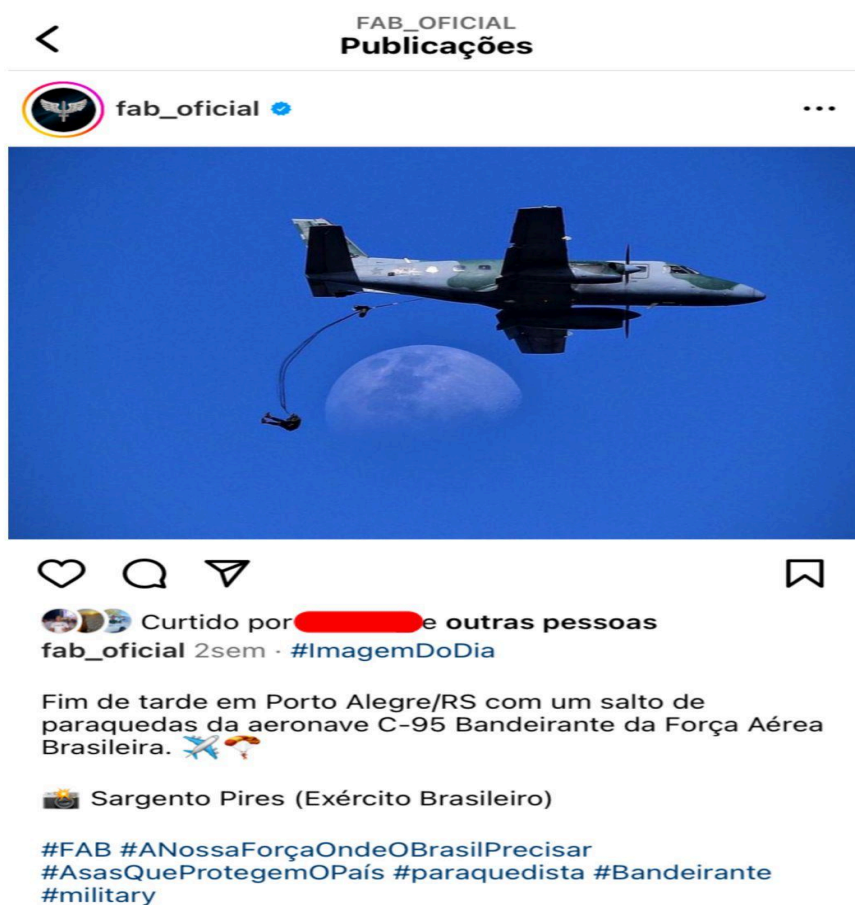 FAB_OFICIAL
Publicações
fab_oficial
Curtido por e outras pessoas
fab_oficial 2sem · #ImagemDoDia
Fim de tarde em Porto Alegre/RS com um salto de
paraquedas da aeronave C-95 Bandeirante da Força Aérea
Brasileira. ✈️🪂
📸 Sargento Pires (Exército Brasileiro)
#FAB #ANossaForçaOndeOBrasilPrecisar
#AsasQueProtegemOPaís #paraquedista #Bandeirante
#military